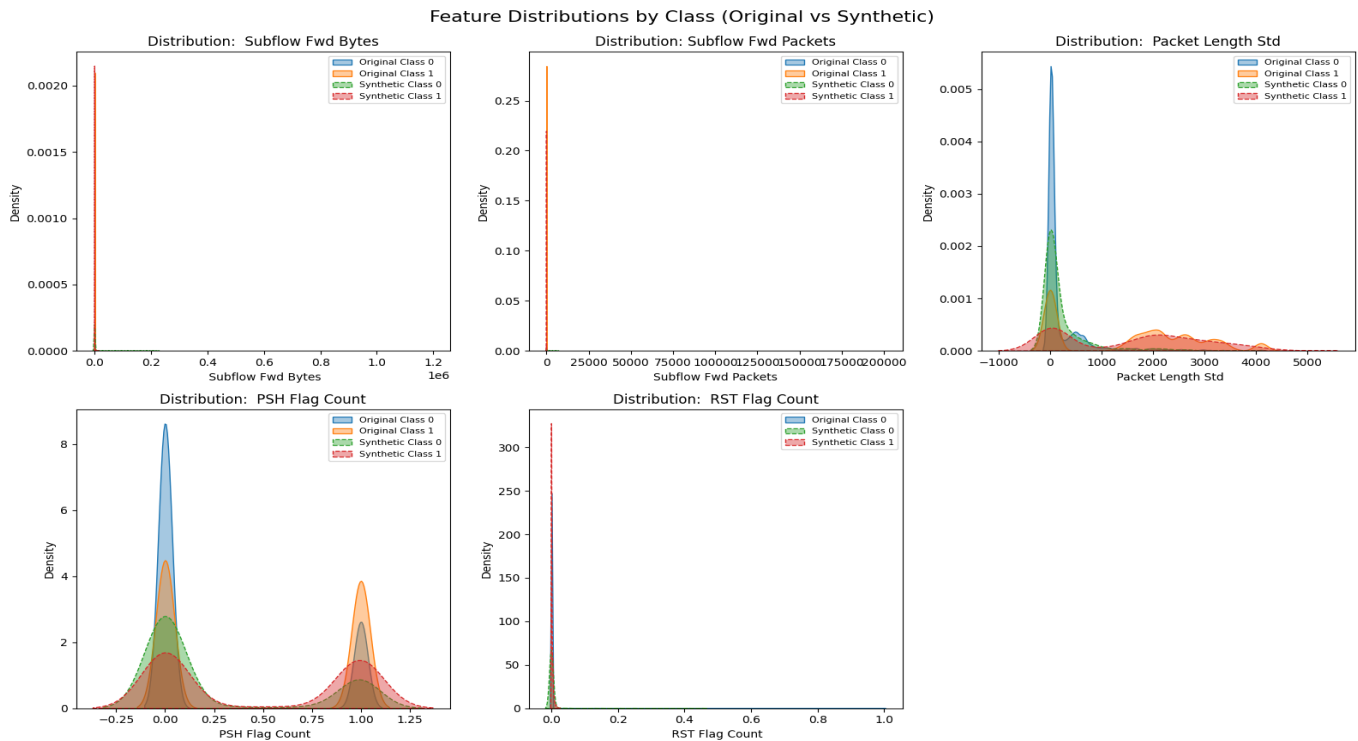 Feature Distributions by Class (Original vs Synthetic)
Distribution:  Subflow Fwd Bytes
Original Class 0
Original Class 1
Synthetic Class 0
Synthetic Class 1
0.0020
0.0015
0.0010
0.0005
0.0000
Density
0.0 0.2 0.4 0.6 0.8 1.0 1.2
1e6
Subflow Fwd Bytes
Distribution: Subflow Fwd Packets
Original Class 0
Original Class 1
Synthetic Class 0
Synthetic Class 1
0.25
0.20
0.15
0.10
0.05
0.00
Density
0 25000 50000 75000 100000 125000 150000 175000 200000
Subflow Fwd Packets
Distribution:  Packet Length Std
Original Class 0
Original Class 1
Synthetic Class 0
Synthetic Class 1
0.005
0.004
0.003
0.002
0.001
0.000
Density
−1000 0 1000 2000 3000 4000 5000
Packet Length Std
Distribution:  PSH Flag Count
Original Class 0
Original Class 1
Synthetic Class 0
Synthetic Class 1
8
6
4
2
0
Density
−0.25 0.00 0.25 0.50 0.75 1.00 1.25
PSH Flag Count
Distribution:  RST Flag Count
Original Class 0
Synthetic Class 0
Synthetic Class 1
300
250
200
150
100
50
0
Density
0.0 0.2 0.4 0.6 0.8 1.0
RST Flag Count